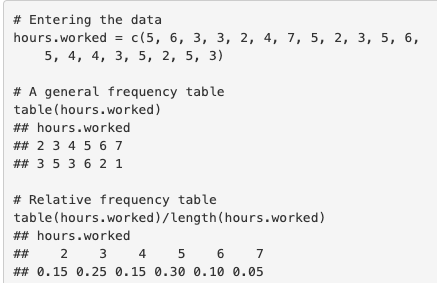 # Entering the data
hours.worked = c(5, 6, 3, 3, 2, 4, 7, 5, 2, 3, 5, 6,
    5, 4, 4, 3, 5, 2, 5, 3)

# A general frequency table
table(hours.worked)
## hours.worked
## 2 3 4 5 6 7
## 3 5 3 6 2 1

# Relative frequency table
table(hours.worked)/length(hours.worked)
## hours.worked
##    2    3    4    5    6    7
## 0.15 0.25 0.15 0.30 0.10 0.05